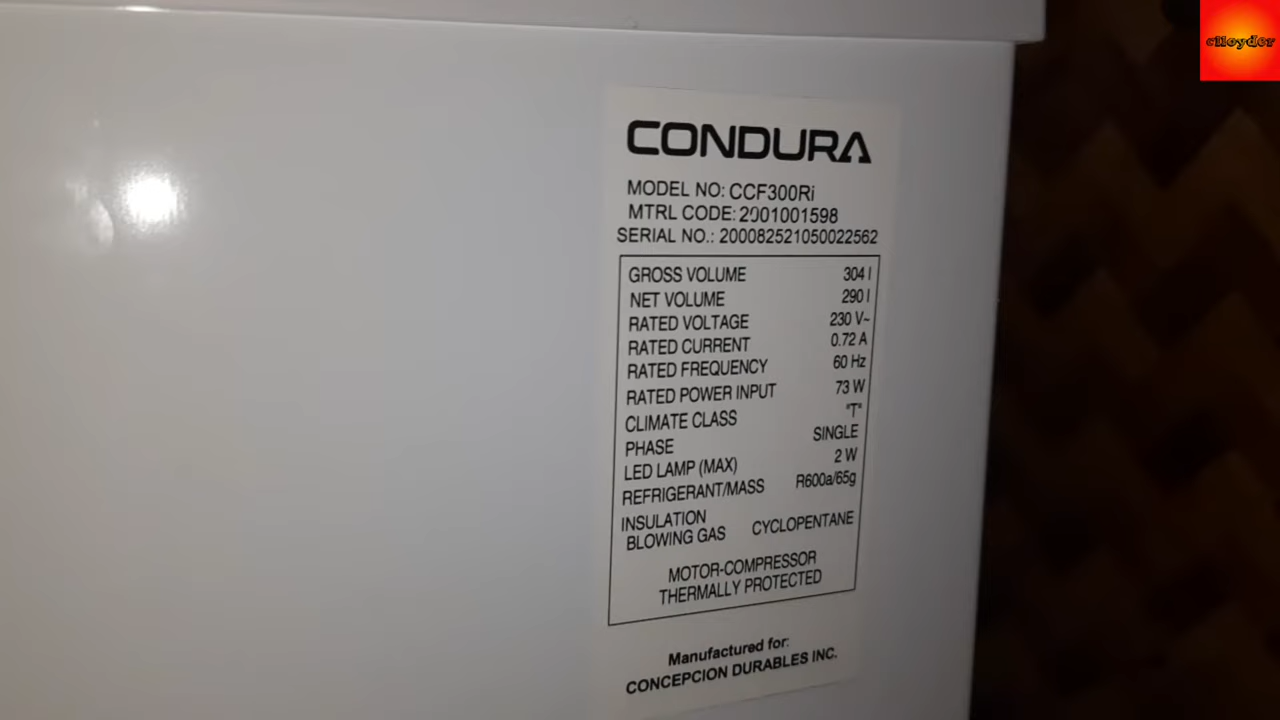 clloyder
CONDURA
MODEL NO: CCF300Ri
MTRL CODE: 2001001598
SERIAL NO.: 200082521050022562
GROSS VOLUME 304 l
NET VOLUME 290 l
RATED VOLTAGE 230 V~
RATED CURRENT 0.72 A
RATED FREQUENCY 60 Hz
RATED POWER INPUT 73 W
CLIMATE CLASS "T"
PHASE SINGLE
LED LAMP (MAX) 2 W
REFRIGERANT/MASS R600a/65g
INSULATION
BLOWING GAS CYCLOPENTANE
MOTOR-COMPRESSOR
THERMALLY PROTECTED
Manufactured for:
CONCEPCION DURABLES INC.